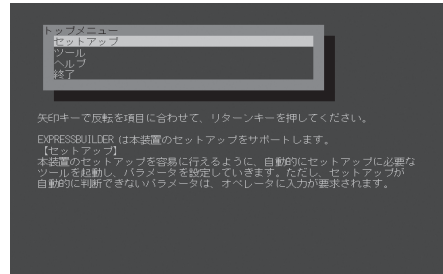 トップメニュー
セットアップ
ツール
ヘルプ
終了
矢印キーで反転を項目に合わせて、リターンキーを押してください。
EXPRESSBUILDER は本装置のセットアップをサポートします。
【セットアップ】
本装置のセットアップを容易に行えるように、自動的にセットアップに必要な
ツールを起動し、パラメータを設定していきます。ただし、セットアップが
自動的に判断できないパラメータは、オペレータに入力が要求されます。